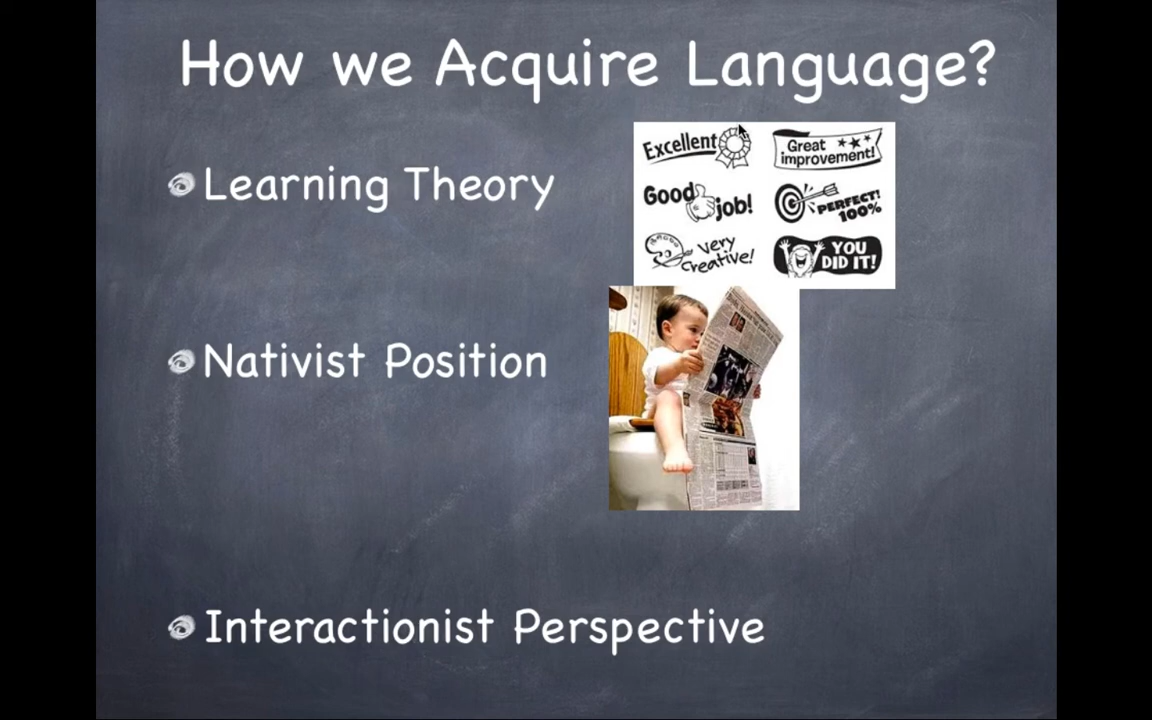 How we Acquire Language?
Learning Theory
Excellent
Great
improvement!
Good
job!
PERFECT!
100%
Very
Creative!
YOU
DID IT!
Nativist Position
Interactionist Perspective